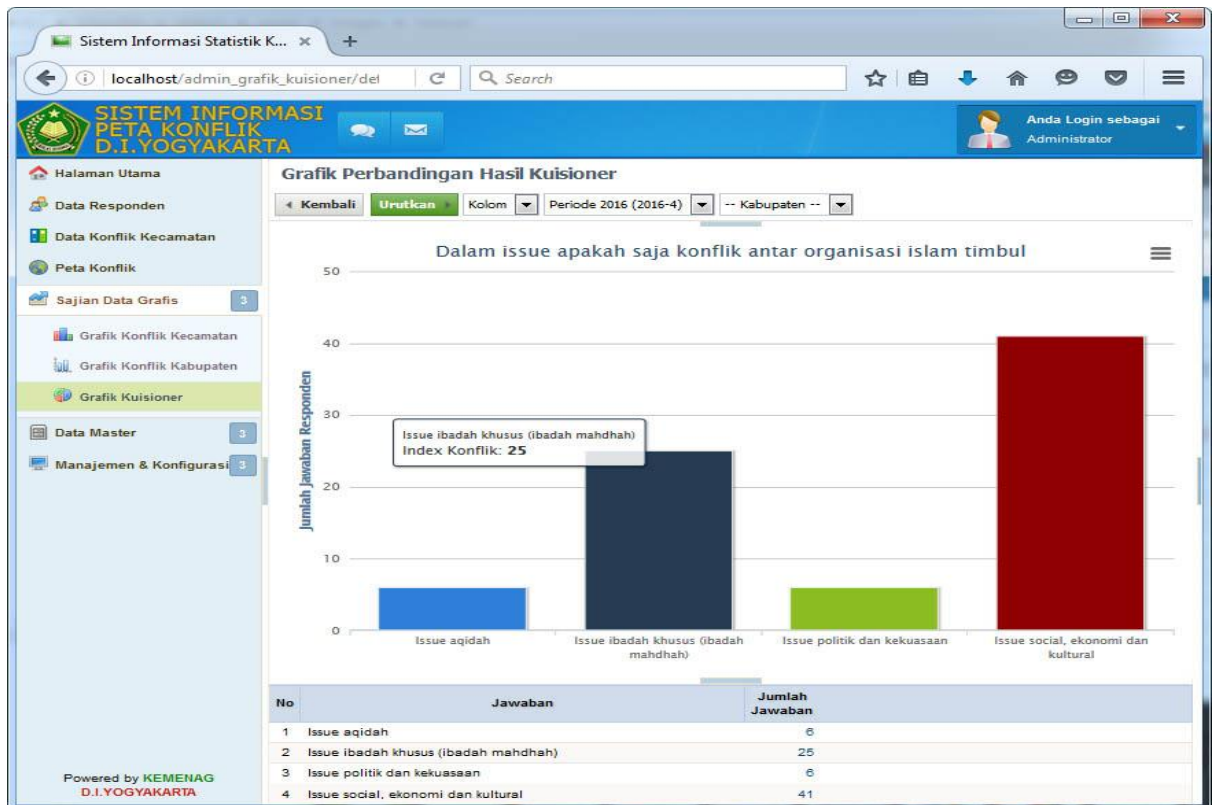 Sistem Informasi Statistik K...
localhost/admin_grafik_kuisioner/det
Search
SISTEM INFORMASI
PETA KONFLIK
D.I.YOGYAKARTA
Anda Login sebagai
Administrator
Halaman Utama
Data Responden
Data Konflik Kecamatan
Peta Konflik
Sajian Data Grafis 3
Grafik Konflik Kecamatan
Grafik Konflik Kabupaten
Grafik Kuisioner
Data Master 3
Manajemen & Konfigurasi 3
Powered by KEMENAG
D.I.YOGYAKARTA
Grafik Perbandingan Hasil Kuisioner
Kembali Urutkan Kolom Periode 2016 (2016-4) -- Kabupaten --
Dalam issue apakah saja konflik antar organisasi islam timbul
Jumlah Jawaban Responden
50
40
30
20
10
0
Issue ibadah khusus (ibadah mahdhah)
Index Konflik: 25
Issue aqidah
Issue ibadah khusus (ibadah
mahdhah)
Issue politik dan kekuasaan
Issue social, ekonomi dan
kultural
No Jawaban Jumlah
Jawaban
1 Issue aqidah 6
2 Issue ibadah khusus (ibadah mahdhah) 25
3 Issue politik dan kekuasaan 6
4 Issue social, ekonomi dan kultural 41